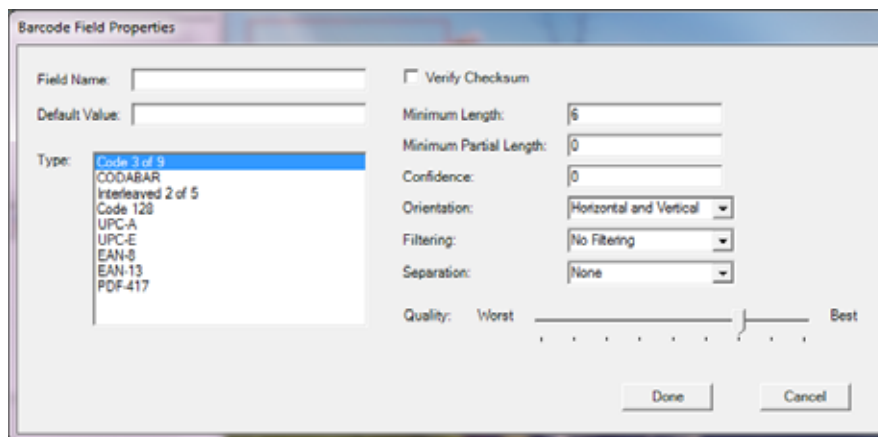 Barcode Field Properties
Field Name:
Default Value:
Type:
Code 3 of 9
CODABAR
Interleaved 2 of 5
Code 128
UPC-A
UPC-E
EAN-8
EAN-13
PDF-417
Verify Checksum
Minimum Length: 6
Minimum Partial Length: 0
Confidence: 0
Orientation: Horizontal and Vertical
Filtering: No Filtering
Separation: None
Quality: Worst Best
Done Cancel